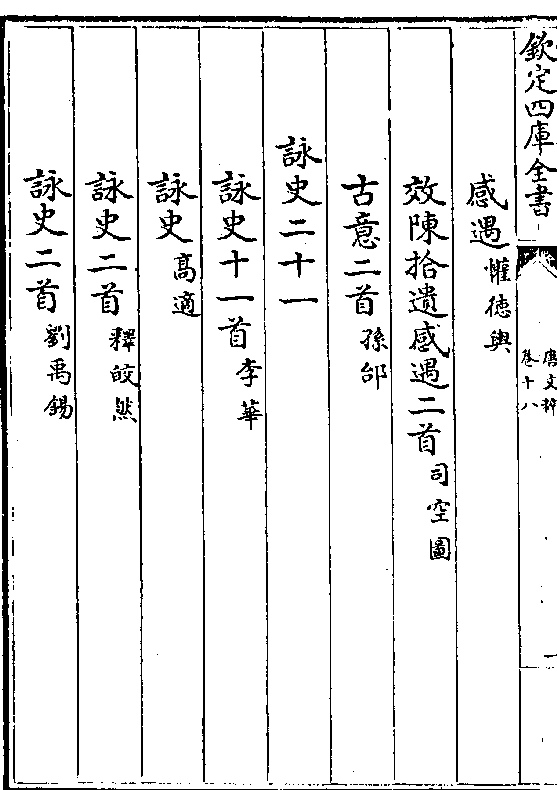 欽定四庫全書
唐文粹
卷十八
感遇 權德輿
效陳拾遺感遇二首 司空圖
古意二首 孫郃
詠史二十一
詠史十一首 李華
詠史 高適
詠史二首 釋皎然
詠史二首 劉禹錫